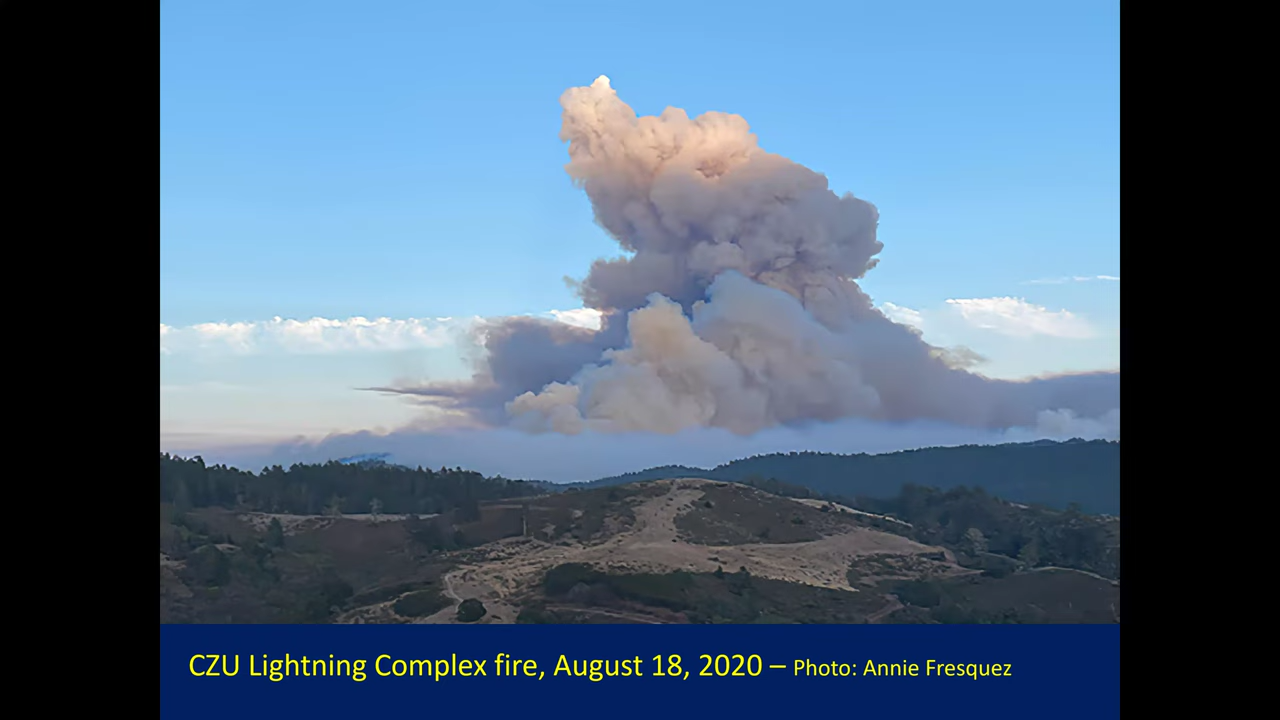 CZU Lightning Complex fire, August 18, 2020 – Photo: Annie Fresquez